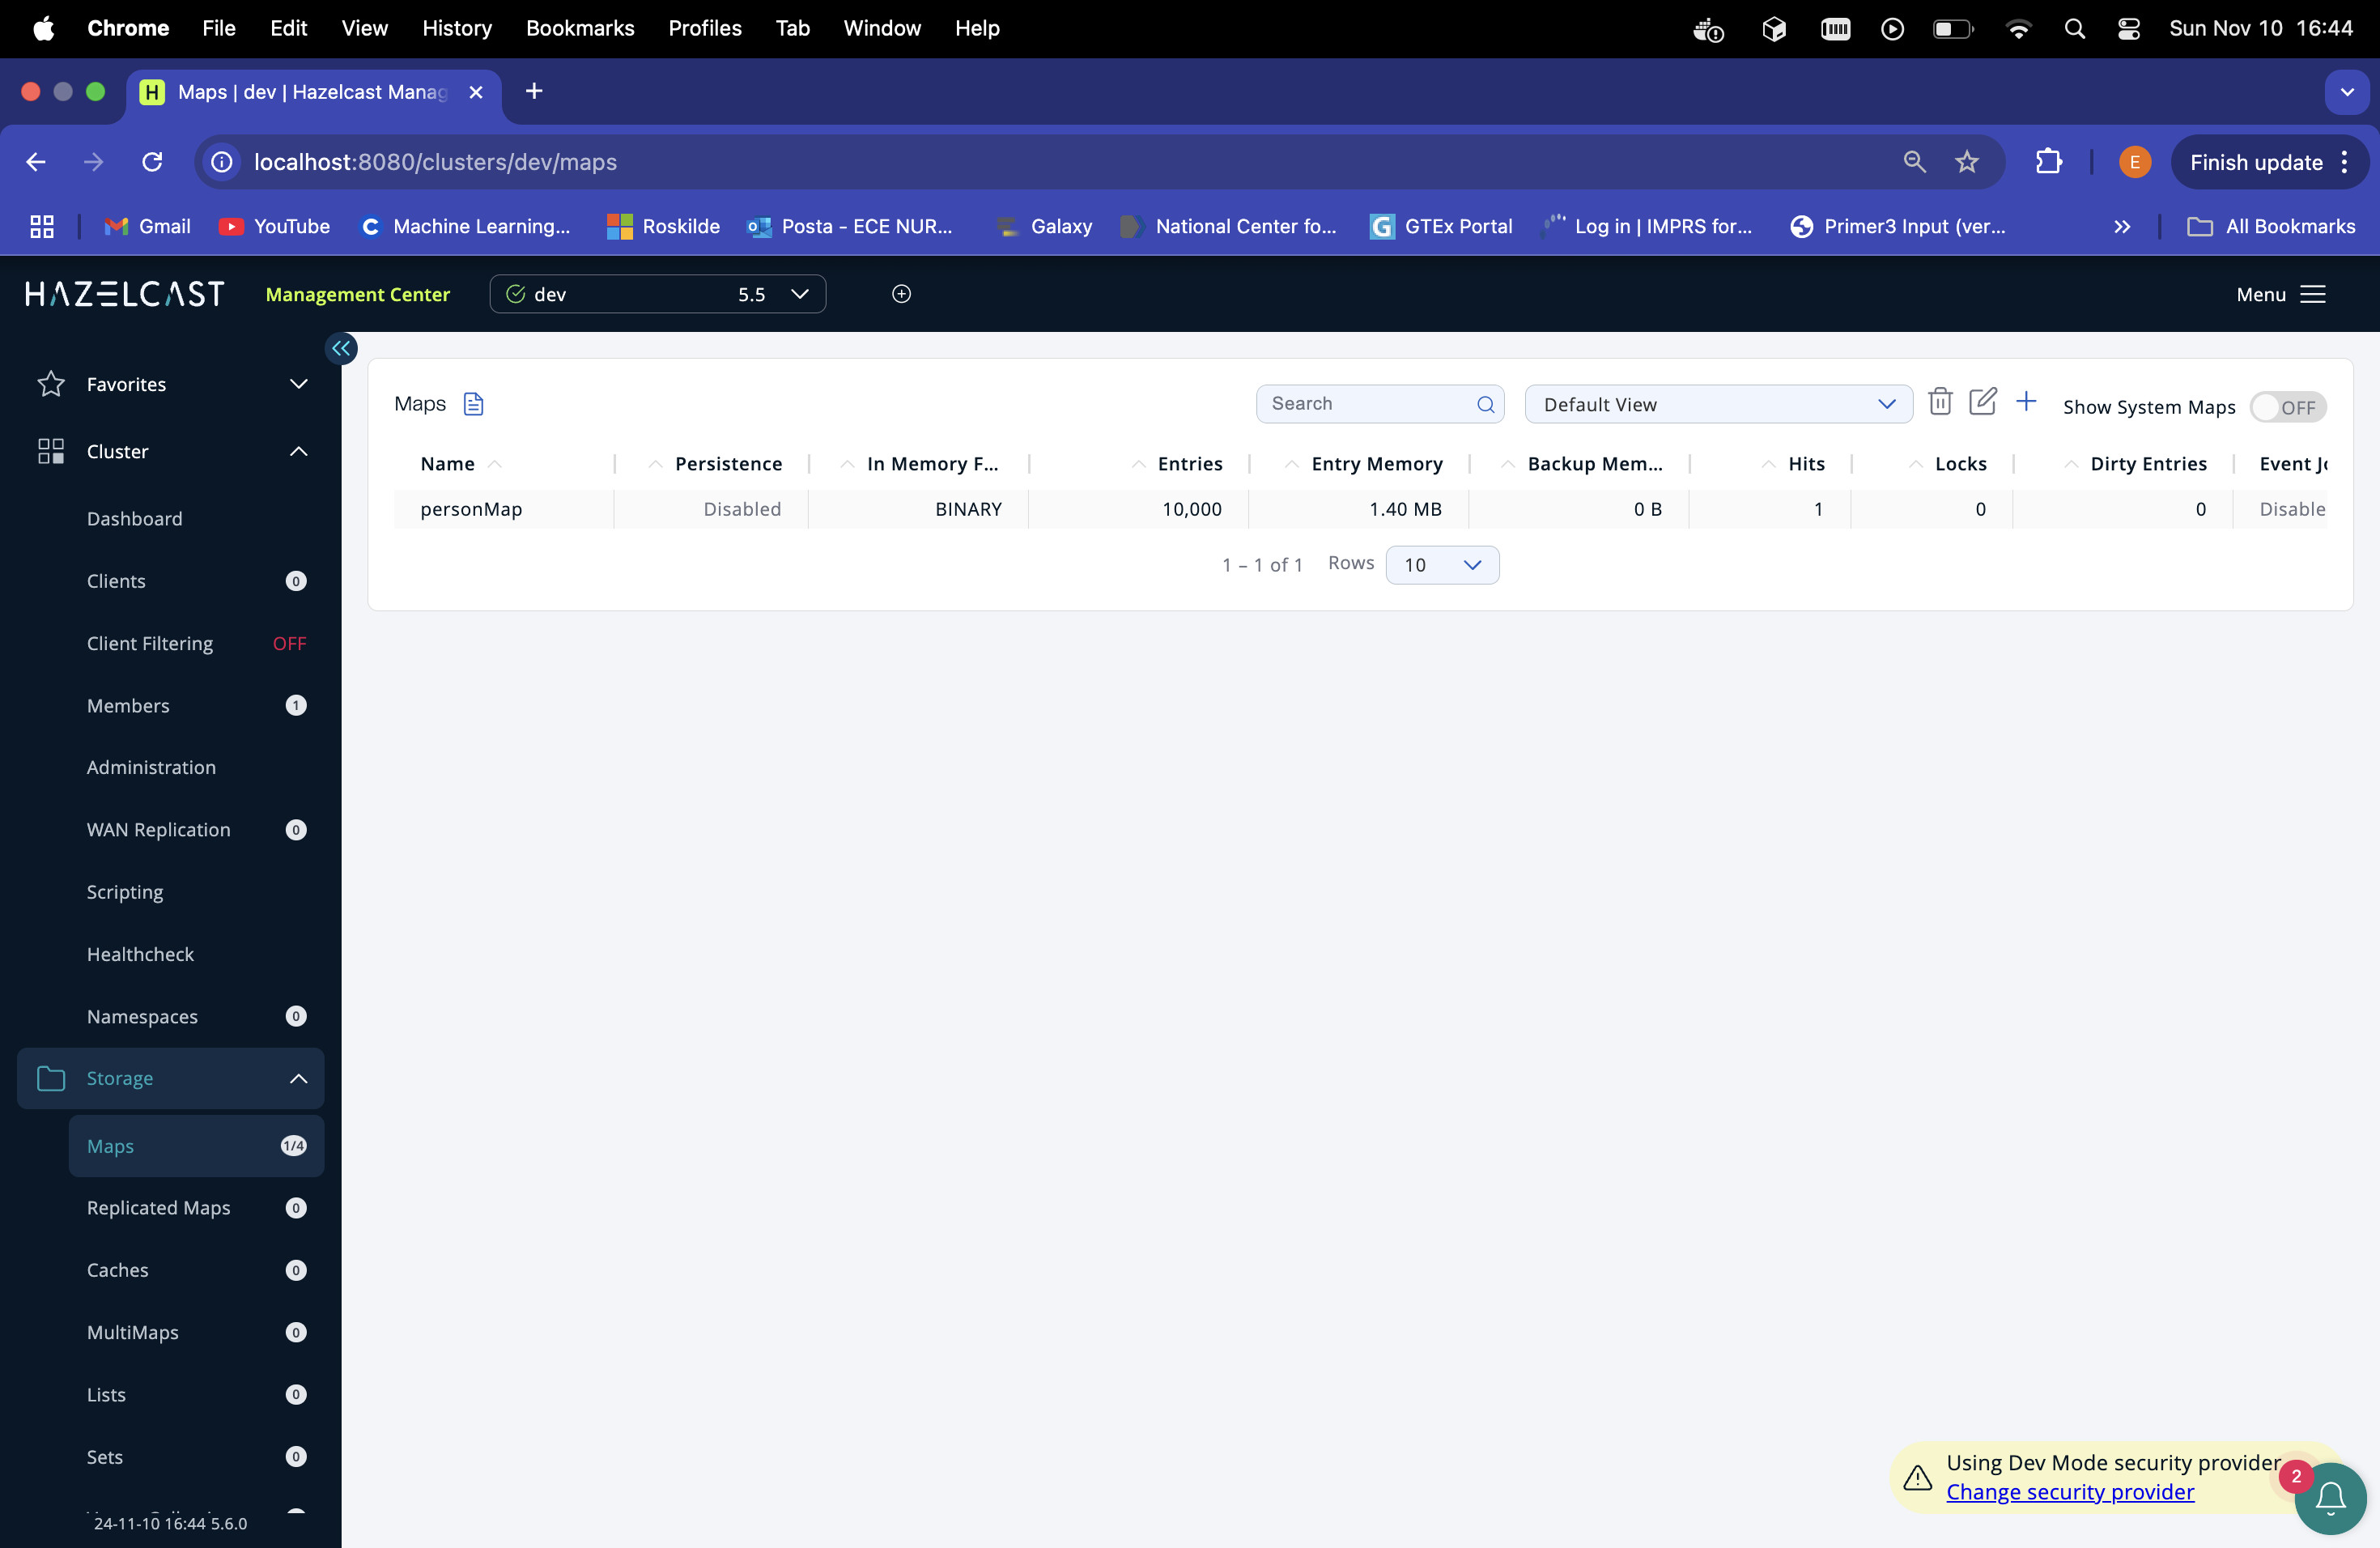 Chrome File Edit View History Bookmarks Profiles Tab Window Help Sun Nov 10 16:44
H Maps | dev | Hazelcast Manag
localhost:8080/clusters/dev/maps E Finish update
Gmail YouTube Machine Learning... Roskilde Posta - ECE NUR... Galaxy National Center fo... GTEx Portal Log in | IMPRS for... Primer3 Input (ver... All Bookmarks
HAZELCAST Management Center dev 5.5 Menu
Favorites
Cluster
Dashboard
Clients 0
Client Filtering OFF
Members 1
Administration
WAN Replication 0
Scripting
Healthcheck
Namespaces 0
Storage
Maps 1/4
Replicated Maps 0
Caches 0
MultiMaps 0
Lists 0
Sets 0
24-11-10 16:44 5.6.0
Maps Search Default View Show System Maps OFF
Name Persistence In Memory F... Entries Entry Memory Backup Mem... Hits Locks Dirty Entries Event Jo
personMap Disabled BINARY 10,000 1.40 MB 0 B 1 0 0 Disable
1 – 1 of 1 Rows 10
Using Dev Mode security provider 2
Change security provider